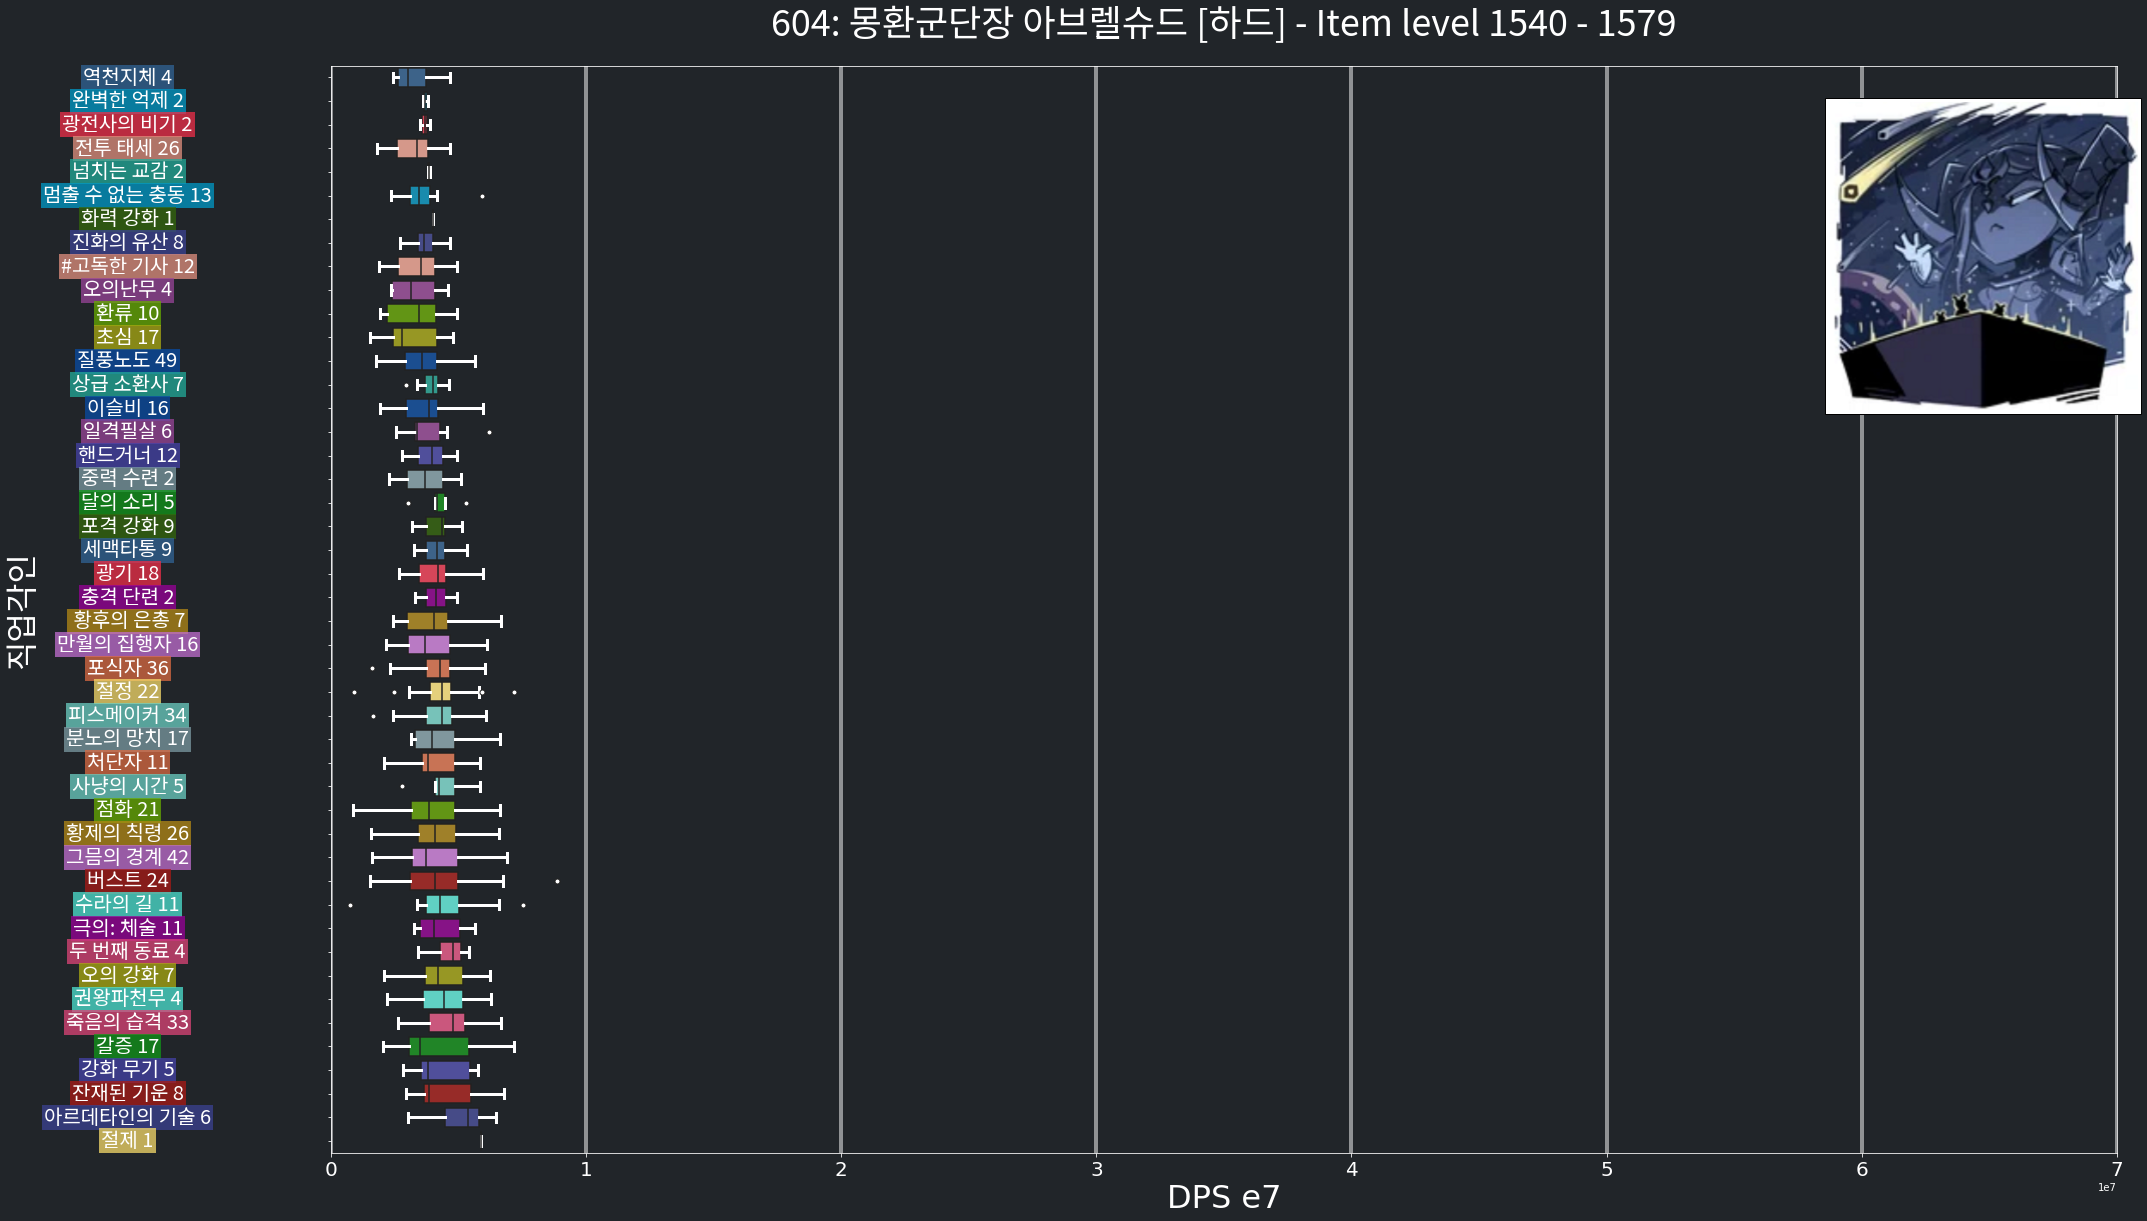 604: 몽환군단장 아브렐슈드 [하드] - Item level 1540 - 1579
직업각인
역천지체 4
완벽한 억제 2
광전사의 비기 2
전투 태세 26
넘치는 교감 2
멈출 수 없는 충동 13
화력 강화 1
진화의 유산 8
#고독한 기사 12
오의난무 4
환류 10
초심 17
질풍노도 49
상급 소환사 7
이슬비 16
일격필살 6
핸드거너 12
중력 수련 2
달의 소리 5
포격 강화 9
세맥타통 9
광기 18
충격 단련 2
황후의 은총 7
만월의 집행자 16
포식자 36
절정 22
피스메이커 34
분노의 망치 17
처단자 11
사냥의 시간 5
점화 21
황제의 칙령 26
그믐의 경계 42
버스트 24
수라의 길 11
극의: 체술 11
두 번째 동료 4
오의 강화 7
권왕파천무 4
죽음의 습격 33
갈증 17
강화 무기 5
잔재된 기운 8
아르데타인의 기술 6
절제 1
0 1 2 3 4 5 6 7
1e7
DPS e7